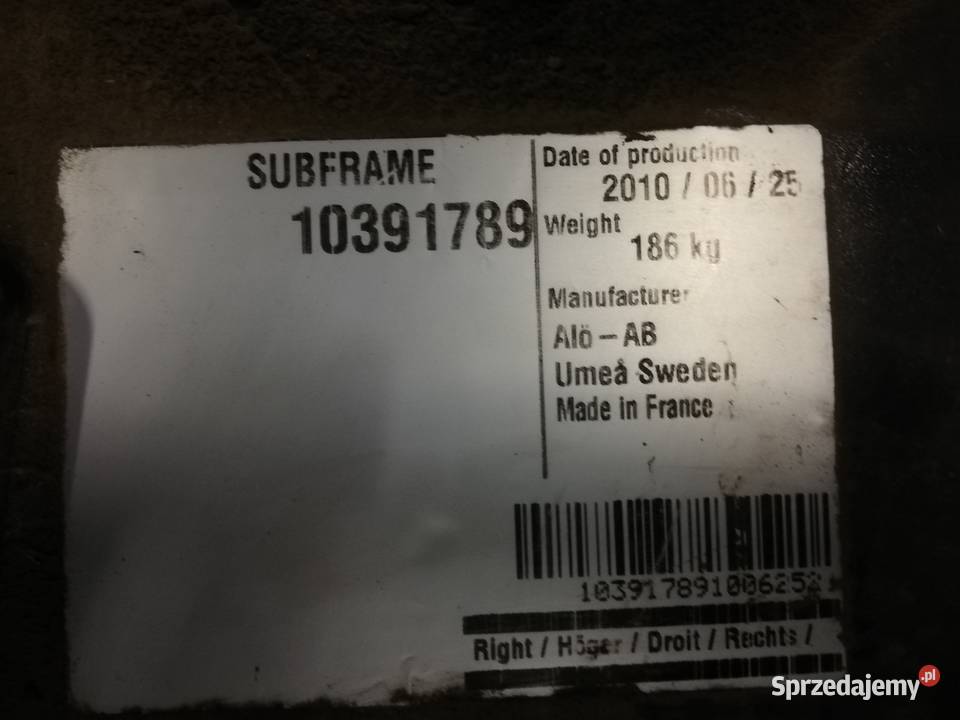 SUBFRAME
10391789
Date of production
2010 / 06 / 25
Weight
186 kg
Manufacturer
Alö – AB
Umeå Sweden
Made in France
103917891006252
Right / Höger / Droit / Rechts /
Sprzedajemy.pl